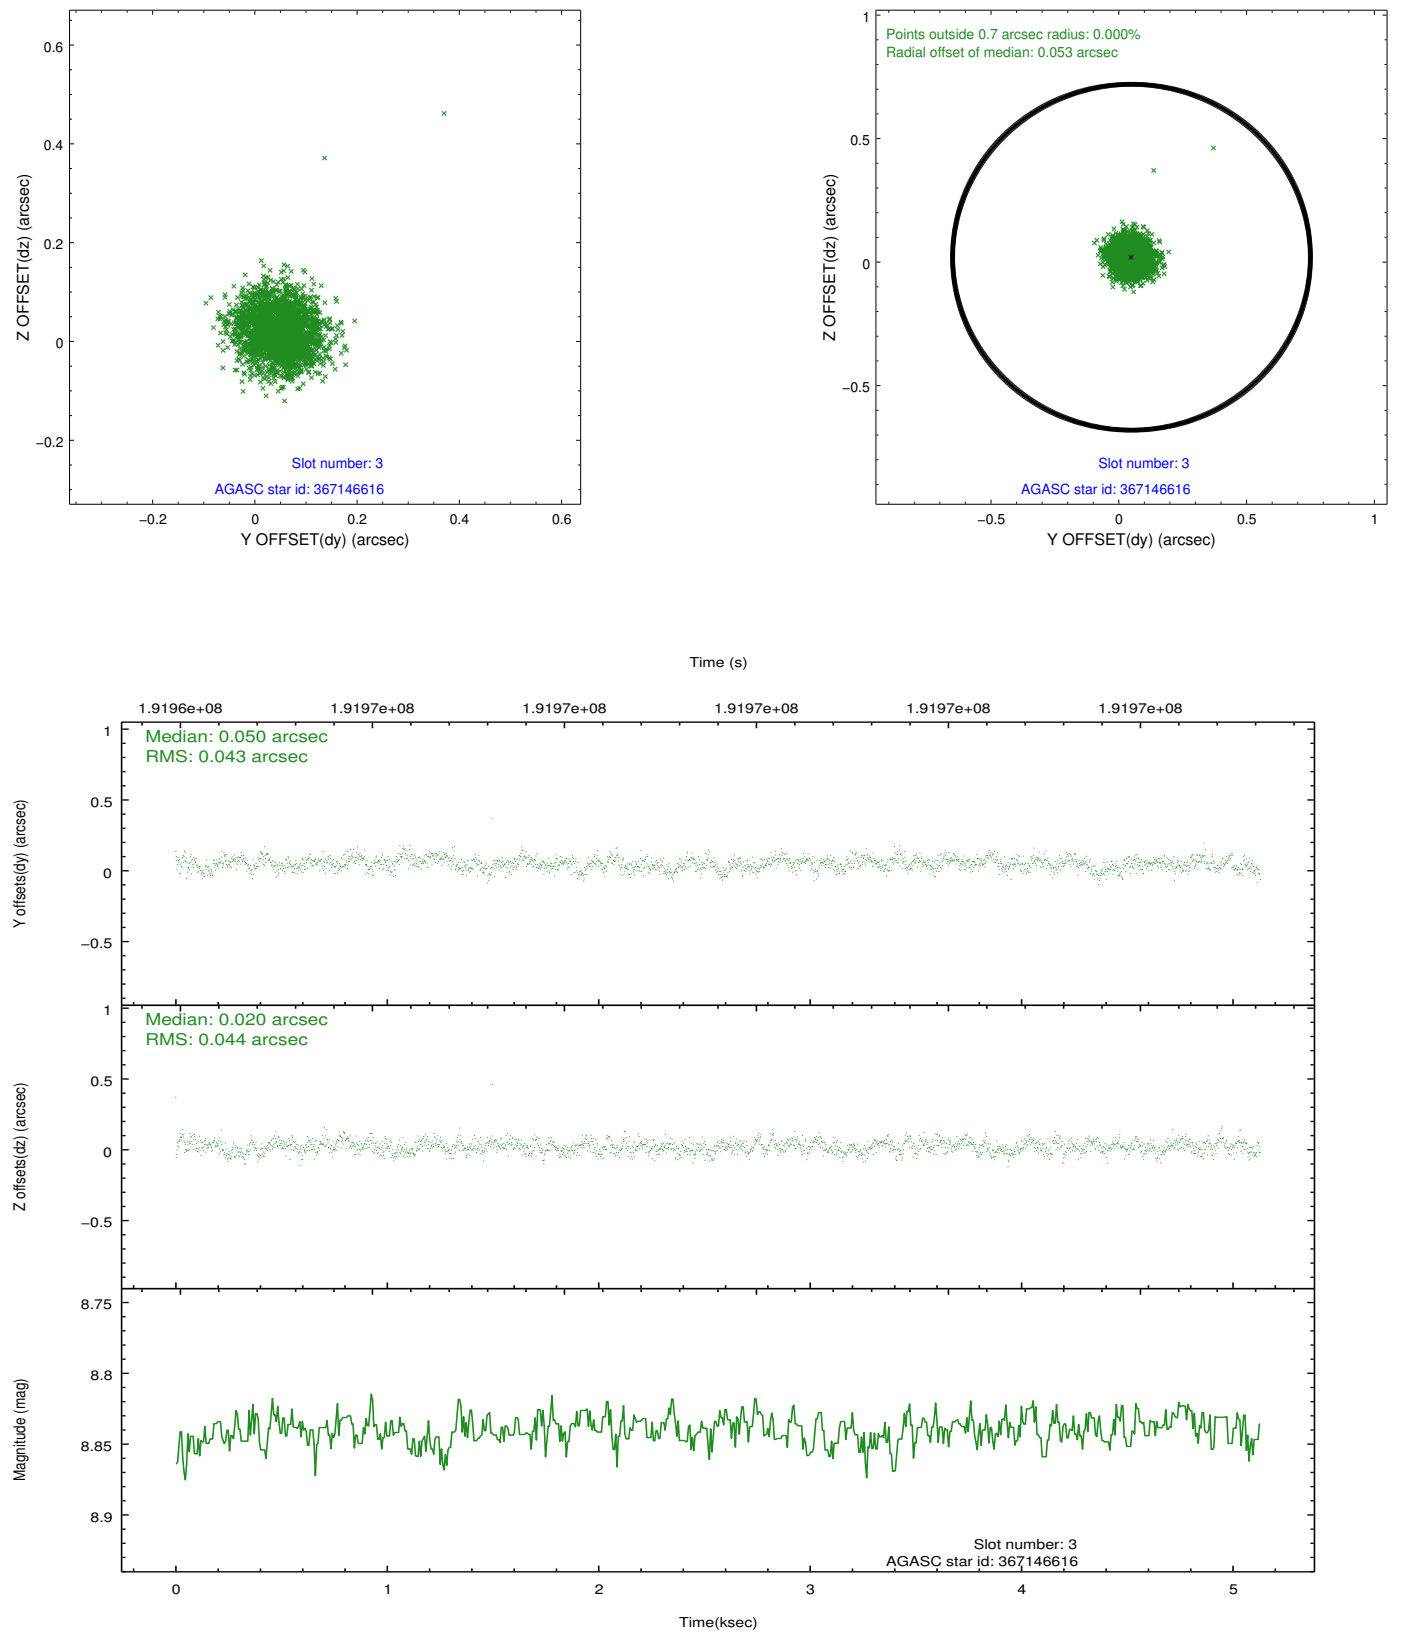 0.6
0.4
0.2
0
−0.2
Z OFFSET(dz) (arcsec)
Slot number: 3
AGASC star id: 367146616
−0.2 0 0.2 0.4 0.6
Y OFFSET(dy) (arcsec)
Points outside 0.7 arcsec radius: 0.000%
Radial offset of median: 0.053 arcsec
1
0.5
0
−0.5
Z OFFSET(dz) (arcsec)
Slot number: 3
AGASC star id: 367146616
−0.5 0 0.5 1
Y OFFSET(dy) (arcsec)
Time (s)
1.9196e+08 1.9197e+08 1.9197e+08 1.9197e+08 1.9197e+08 1.9197e+08
Median: 0.050 arcsec
RMS: 0.043 arcsec
1
0.5
0
−0.5
Y offsets(dy) (arcsec)
Median: 0.020 arcsec
RMS: 0.044 arcsec
1
0.5
0
−0.5
Z offsets(dz) (arcsec)
8.75
8.8
8.85
8.9
Magnitude (mag)
Slot number: 3
AGASC star id: 367146616
0 1 2 3 4 5
Time(ksec)